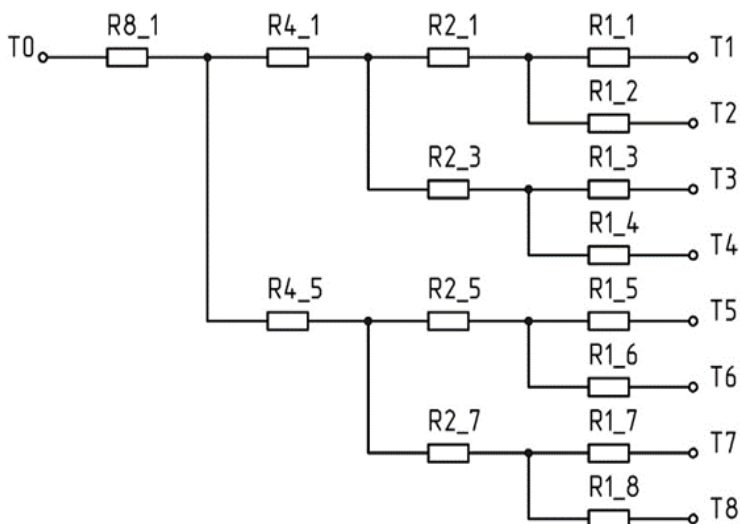 R8_1 R4_1 R2_1 R1_1
T0 T1
R1_2
T2
R2_3 R1_3
T3
R1_4
T4
R4_5 R2_5 R1_5
T5
R1_6
T6
R2_7 R1_7
T7
R1_8
T8